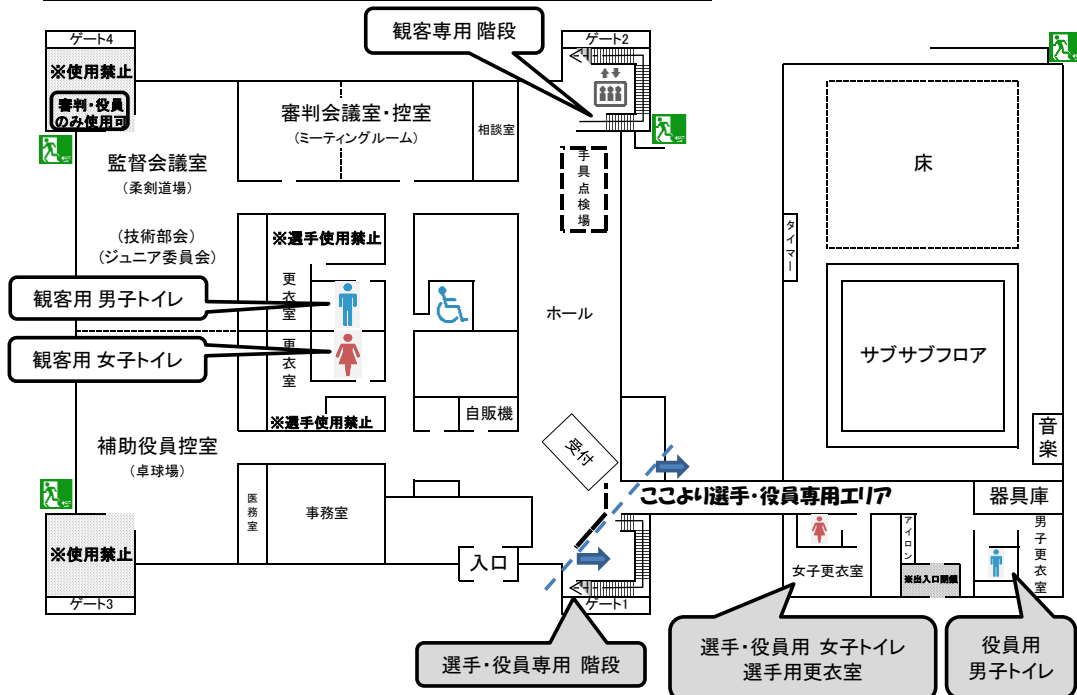 観客専用 階段
ゲート4
※使用禁止
審判・役員
のみ使用可
ゲート2
審判会議室・控室
(ミーティングルーム)
相談室
監督会議室
(柔剣道場)
手具点検場
床
(技術部会)
(ジュニア委員会)
※選手使用禁止
タイマー
更衣室
観客用 男子トイレ
ホール
観客用 女子トイレ
更衣室
サブサブフロア
※選手使用禁止
自販機
音楽
補助役員控室
(卓球場)
受付
ここより選手・役員専用エリア
器具庫
医務室
事務室
アイロン
男子更衣室
※使用禁止
入口
女子更衣室
※出入口閉鎖
ゲート3
ゲート1
選手・役員専用 階段
選手・役員用 女子トイレ
選手用更衣室
役員用
男子トイレ